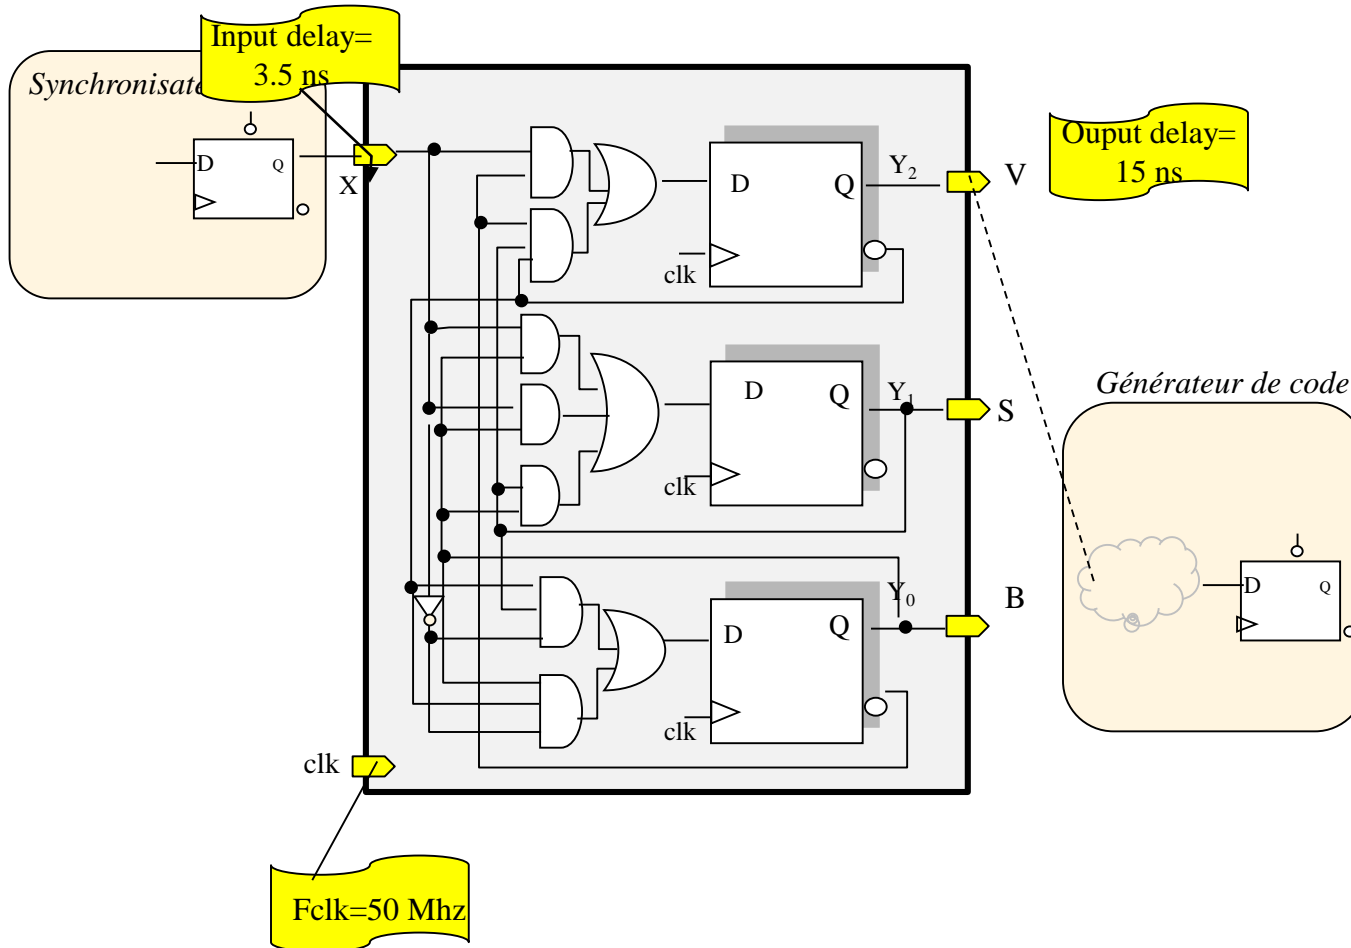 Input delay=
3.5 ns
Synchronisate
D
Q
X
D
Q
Y2
clk
V
Ouput delay=
15 ns
D
Q
Y1
clk
S
Générateur de code
D
Q
D
Q
Y0
clk
B
clk
Fclk=50 Mhz